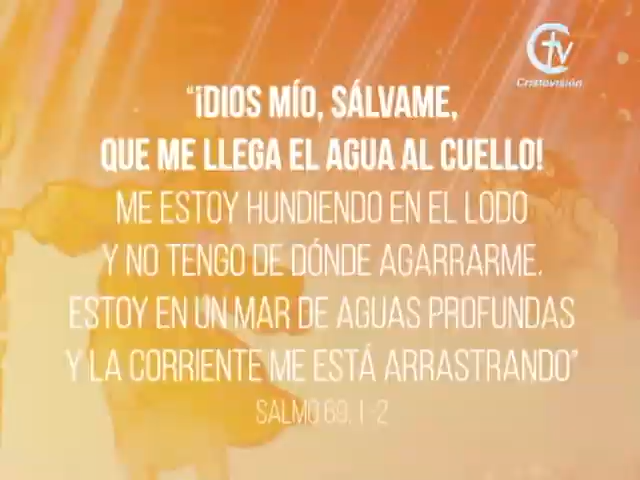 CTV
Cristovisión
“¡DIOS MÍO, SÁLVAME,
QUE ME LLEGA EL AGUA AL CUELLO!
ME ESTOY HUNDIENDO EN EL LODO
Y NO TENGO DE DÓNDE AGARRARME.
ESTOY EN UN MAR DE AGUAS PROFUNDAS
Y LA CORRIENTE ME ESTÁ ARRASTRANDO”
SALMO 69, 1 -2